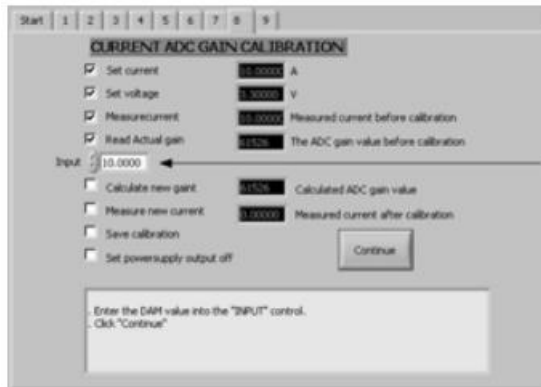 Start 1 2 3 4 5 6 7 8 9
CURRENT ADC GAIN CALIBRATION
Set current 10.00000 A
Set voltage 3.30000 V
Measurecurrent 10.00000 Measured current before calibration
Read Actual gain 61526 The ADC gain value before calibration
Input 10.0000
Calculate new gaint 61526 Calculated ADC gain value
Measure new current 0.00000 Measured current after calibration
Save calibration
Set powersupply output off
Continue
. Enter the DAM value into the "INPUT" control.
. Click "Continue"